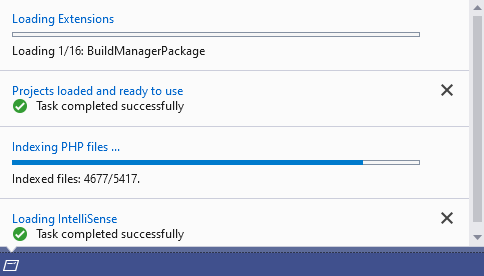 Loading Extensions
Loading 1/16: BuildManagerPackage
Projects loaded and ready to use
Task completed successfully
Indexing PHP files ...
Indexed files: 4677/5417.
Loading IntelliSense
Task completed successfully